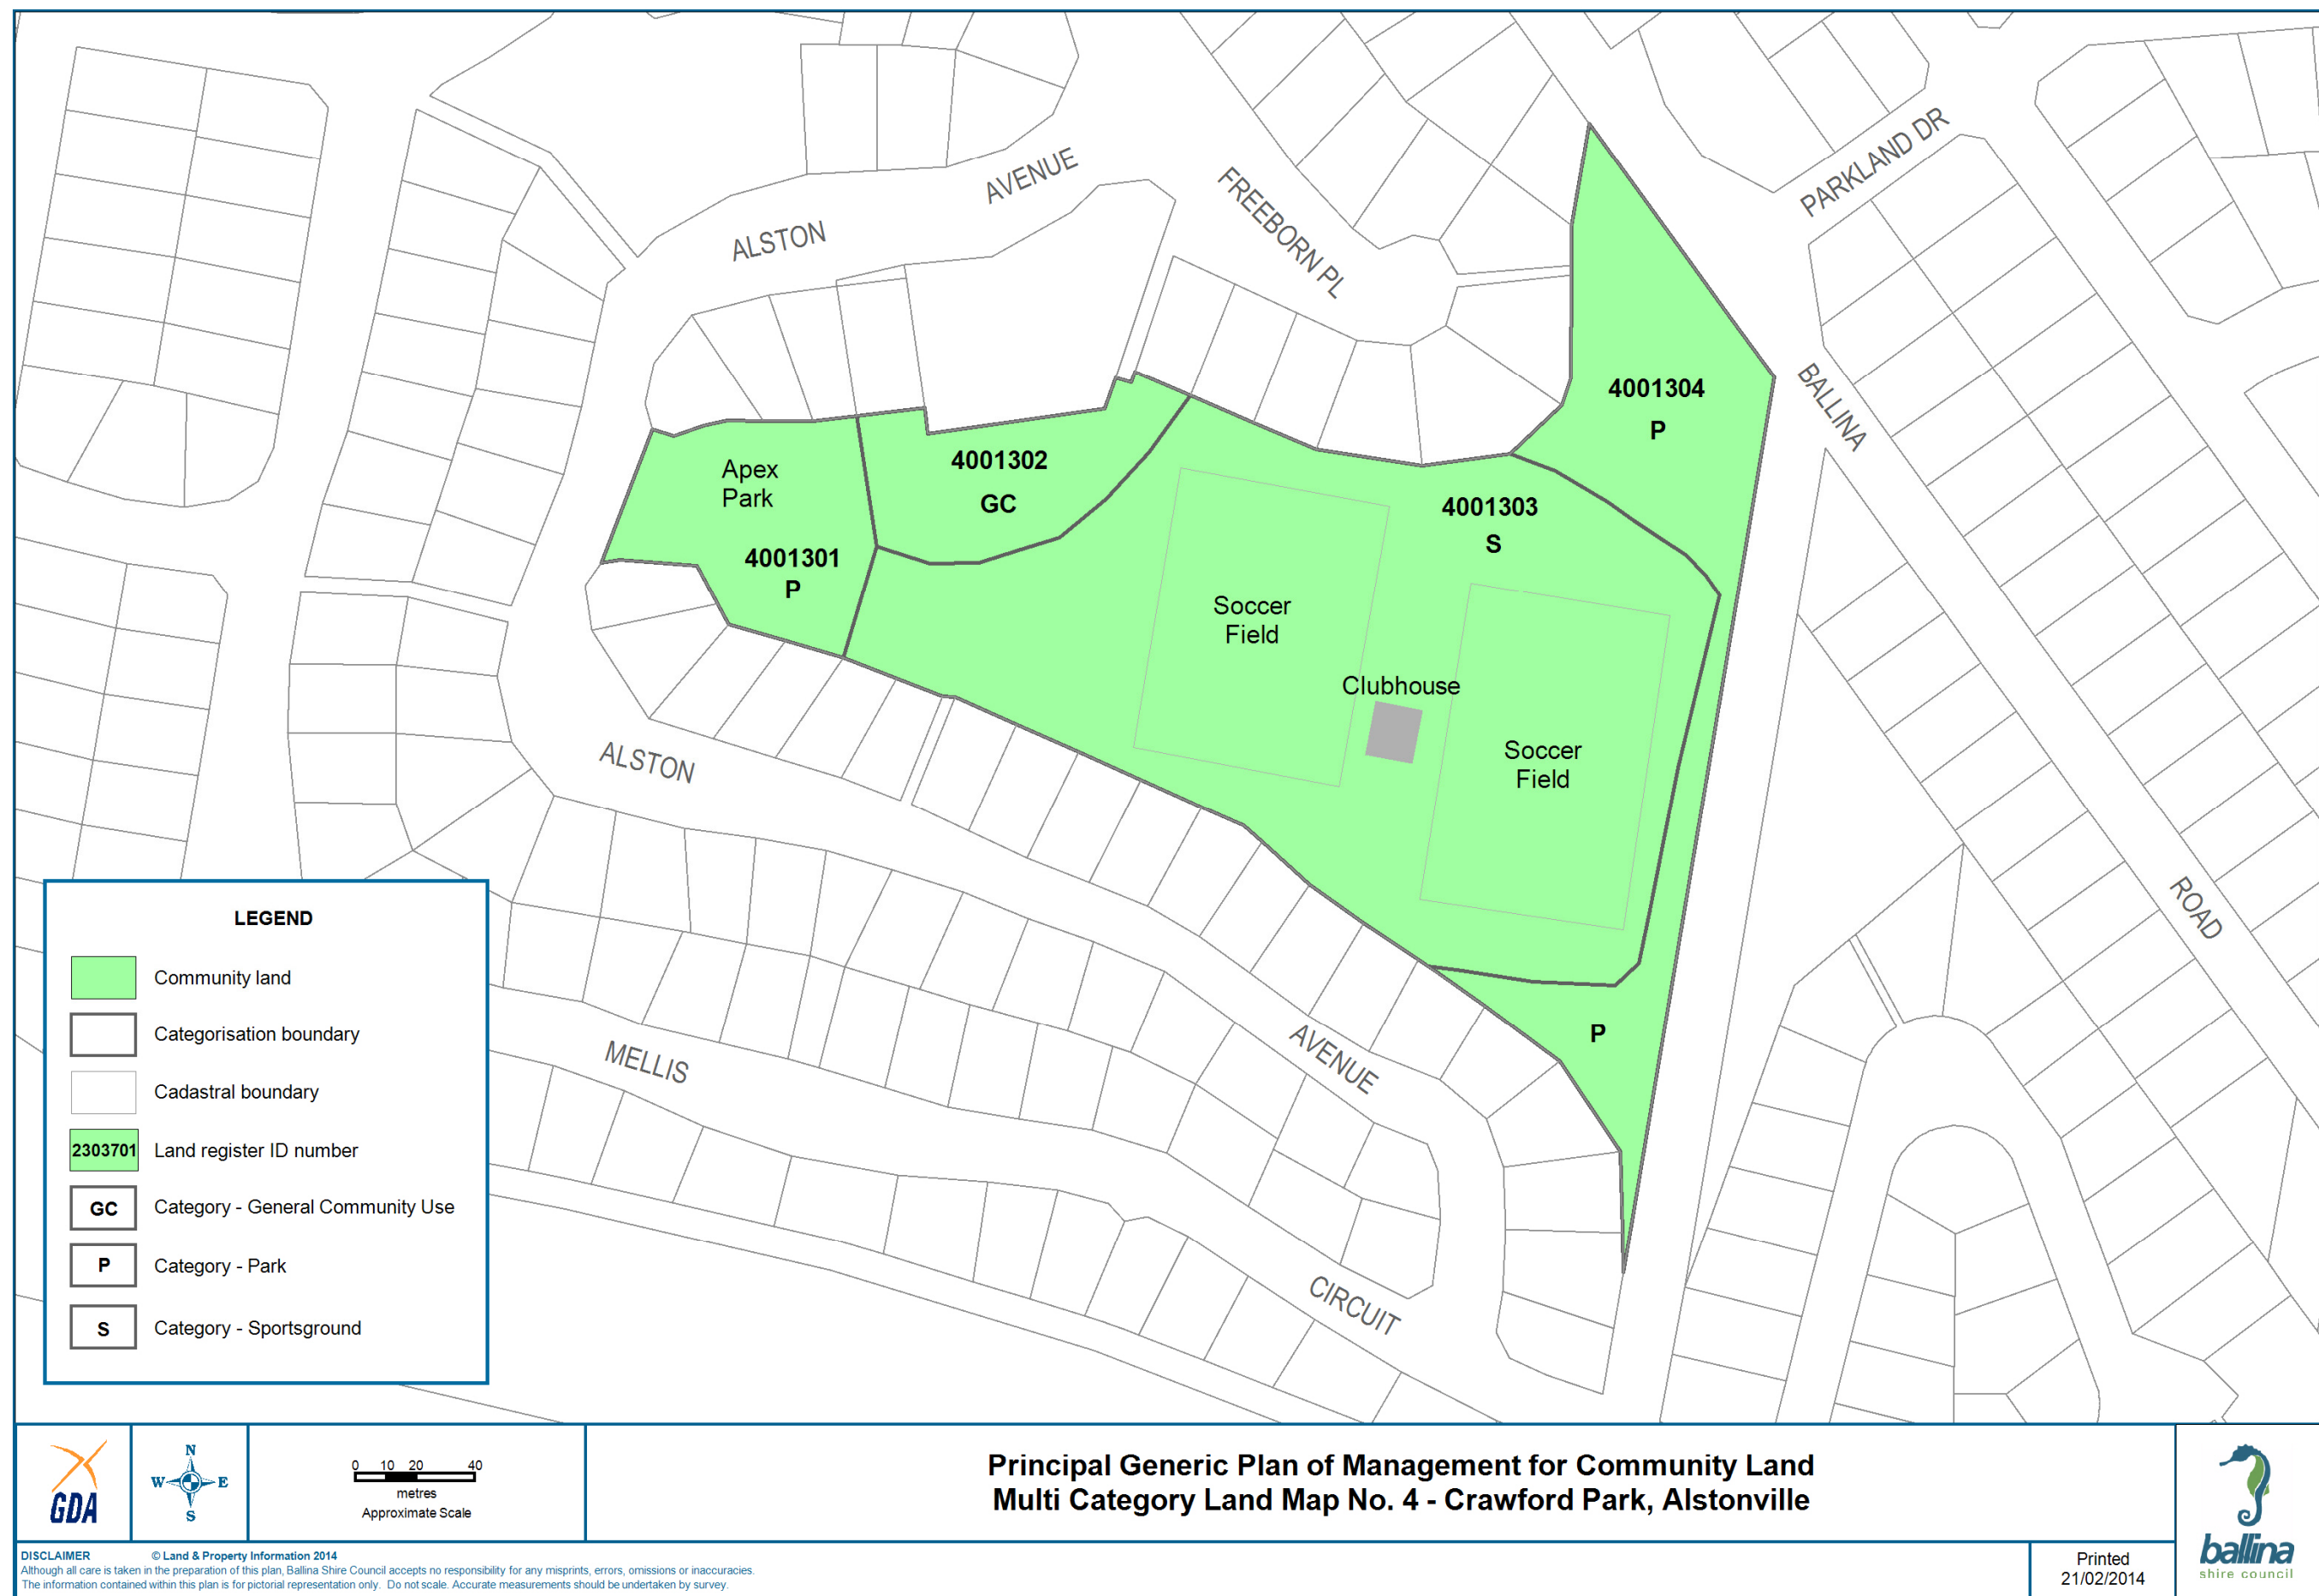 PARKLAND DR
AVENUE
ALSTON
FREEBORN PL
BALLINA
4001304
P
Apex
Park
4001302
GC
4001303
S
4001301
P
Soccer
Field
Clubhouse
Soccer
Field
ALSTON
ROAD
P
AVENUE
MELLIS
CIRCUIT
LEGEND
Community land
Categorisation boundary
Cadastral boundary
2303701 Land register ID number
GC Category - General Community Use
P Category - Park
S Category - Sportsground
GDA
N
W E
S
0 10 20 40
metres
Approximate Scale
Principal Generic Plan of Management for Community Land
Multi Category Land Map No. 4 - Crawford Park, Alstonville
ballina
shire council
DISCLAIMER © Land & Property Information 2014
Although all care is taken in the preparation of this plan, Ballina Shire Council accepts no responsibility for any misprints, errors, omissions or inaccuracies.
The information contained within this plan is for pictorial representation only. Do not scale. Accurate measurements should be undertaken by survey.
Printed
21/02/2014